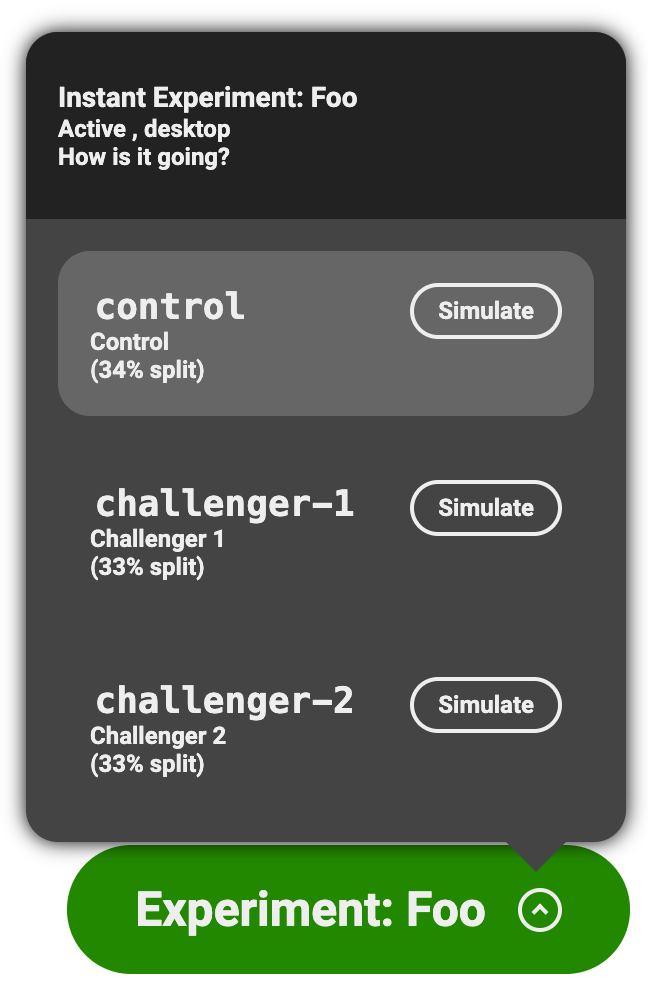 Instant Experiment: Foo
Active , desktop
How is it going?
control
Simulate
Control
(34% split)
challenger-1
Simulate
Challenger 1
(33% split)
challenger-2
Simulate
Challenger 2
(33% split)
Experiment: Foo